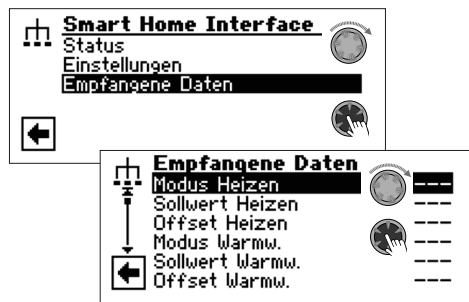 Smart Home Interface
Status
Einstellungen
Empfangene Daten
Empfangene Daten
Modus Heizen ---
Sollwert Heizen ---
Offset Heizen ---
Modus Warmw. ---
Sollwert Warmw. ---
Offset Warmw. ---